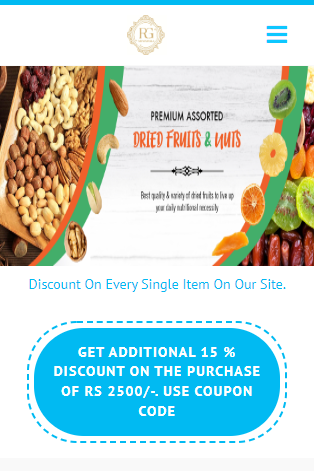 RG
PREMIUM ASSORTED
DRIED FRUITS & NUTS
Best quality & variety of dried fruits to live up
your daily nutritional necessity
Discount On Every Single Item On Our Site.
GET ADDITIONAL 15 %
DISCOUNT ON THE PURCHASE
OF RS 2500/-. USE COUPON
CODE